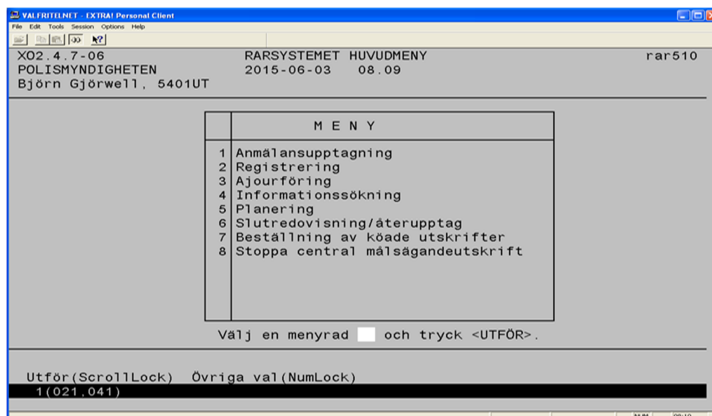 VALFRITELNET - EXTRA! Personal Client
File Edit Tools Session Options Help
XO2.4.7-06 RARSYSTEMET HUVUDMENY rar510
POLISMYNDIGHETEN 2015-06-03 08.09
Björn Gjörwell, 5401UT
M E N Y
1 Anmälansupptagning
2 Registrering
3 Ajourföring
4 Informationssökning
5 Planering
6 Slutredovisning/återupptag
7 Beställning av köade utskrifter
8 Stoppa central målsägandeutskrift
Välj en menyrad och tryck <UTFÖR>.
Utför(ScrollLock) Övriga val(NumLock)
1(021,041)